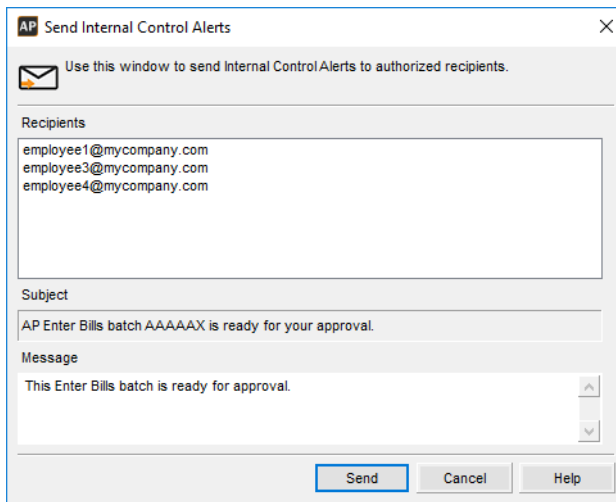 AP Send Internal Control Alerts
Use this window to send Internal Control Alerts to authorized recipients.
Recipients
employee1@mycompany.com
employee3@mycompany.com
employee4@mycompany.com
Subject
AP Enter Bills batch AAAAAX is ready for your approval.
Message
This Enter Bills batch is ready for approval.
Send Cancel Help